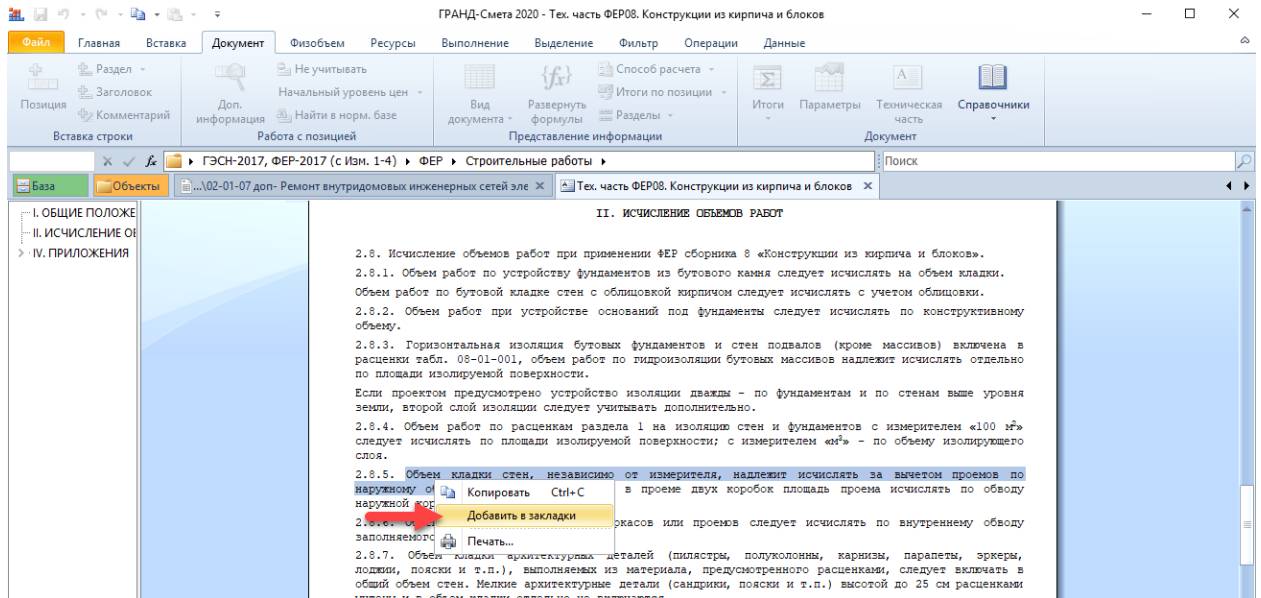 ГРАНД-Смета 2020 - Тех. часть ФЕР08. Конструкции из кирпича и блоков
Файл Главная Вставка Документ Физобъем Ресурсы Выполнение Выделение Фильтр Операции Данные
Позиция
Раздел
Заголовок
Комментарий
Вставка строки
Доп. информация
Не учитывать
Начальный уровень цен
Найти в норм. базе
Работа с позицией
Вид документа
Развернуть формулы
Способ расчета
Итоги по позиции
Разделы
Представление информации
Итоги
Параметры
Техническая часть
Справочники
Документ
fx ГЭСН-2017, ФЕР-2017 (с Изм. 1-4) ФЕР Строительные работы Поиск
База Объекты ...\02-01-07 доп- Ремонт внутридомовых инженерных сетей эле Тех. часть ФЕР08. Конструкции из кирпича и блоков
I. ОБЩИЕ ПОЛОЖЕ
II. ИСЧИСЛЕНИЕ ОБ
IV. ПРИЛОЖЕНИЯ
II. ИСЧИСЛЕНИЕ ОБЪЕМОВ РАБОТ
2.8. Исчисление объемов работ при применении ФЕР сборника 8 «Конструкции из кирпича и блоков».
2.8.1. Объем работ по устройству фундаментов из бутового камня следует исчислять на объем кладки.
Объем работ по бутовой кладке стен с облицовкой кирпичом следует исчислять с учетом облицовки.
2.8.2. Объем работ при устройстве оснований под фундаменты следует исчислять по конструктивному
объему.
2.8.3. Горизонтальная изоляция бутовых фундаментов и стен подвалов (кроме массивов) включена в
расценки табл. 08-01-001, объем работ по гидроизоляции бутовых массивов надлежит исчислять отдельно
по площади изолируемой поверхности.
Если проектом предусмотрено устройство изоляции дважды - по фундаментам и по стенам выше уровня
земли, второй слой изоляции следует учитывать дополнительно.
2.8.4. Объем работ по расценкам раздела 1 на изоляцию стен и фундаментов с измерителем «100 м²»
следует исчислять по площади изолируемой поверхности; с измерителем «м³» - по объему изолирующего
слоя.
2.8.5. Объем кладки стен, независимо от измерителя, надлежит исчислять за вычетом проемов по
наружному об в проеме двух коробок площадь проема исчислять по обводу
наружной кор
Копировать Ctrl+C
Добавить в закладки
Печать...
2.8.6. ркасов или проемов следует исчислять по внутреннему обводу
заполняемого
2.8.7. Объем кладки архитектурных деталей (пилястры, полуколонны, карнизы, парапеты, эркеры,
лоджии, пояски и т.п.), выполняемых из материала, предусмотренного расценками, следует включать в
общий объем стен. Мелкие архитектурные детали (сандрики, пояски и т.п.) высотой до 25 см расценками